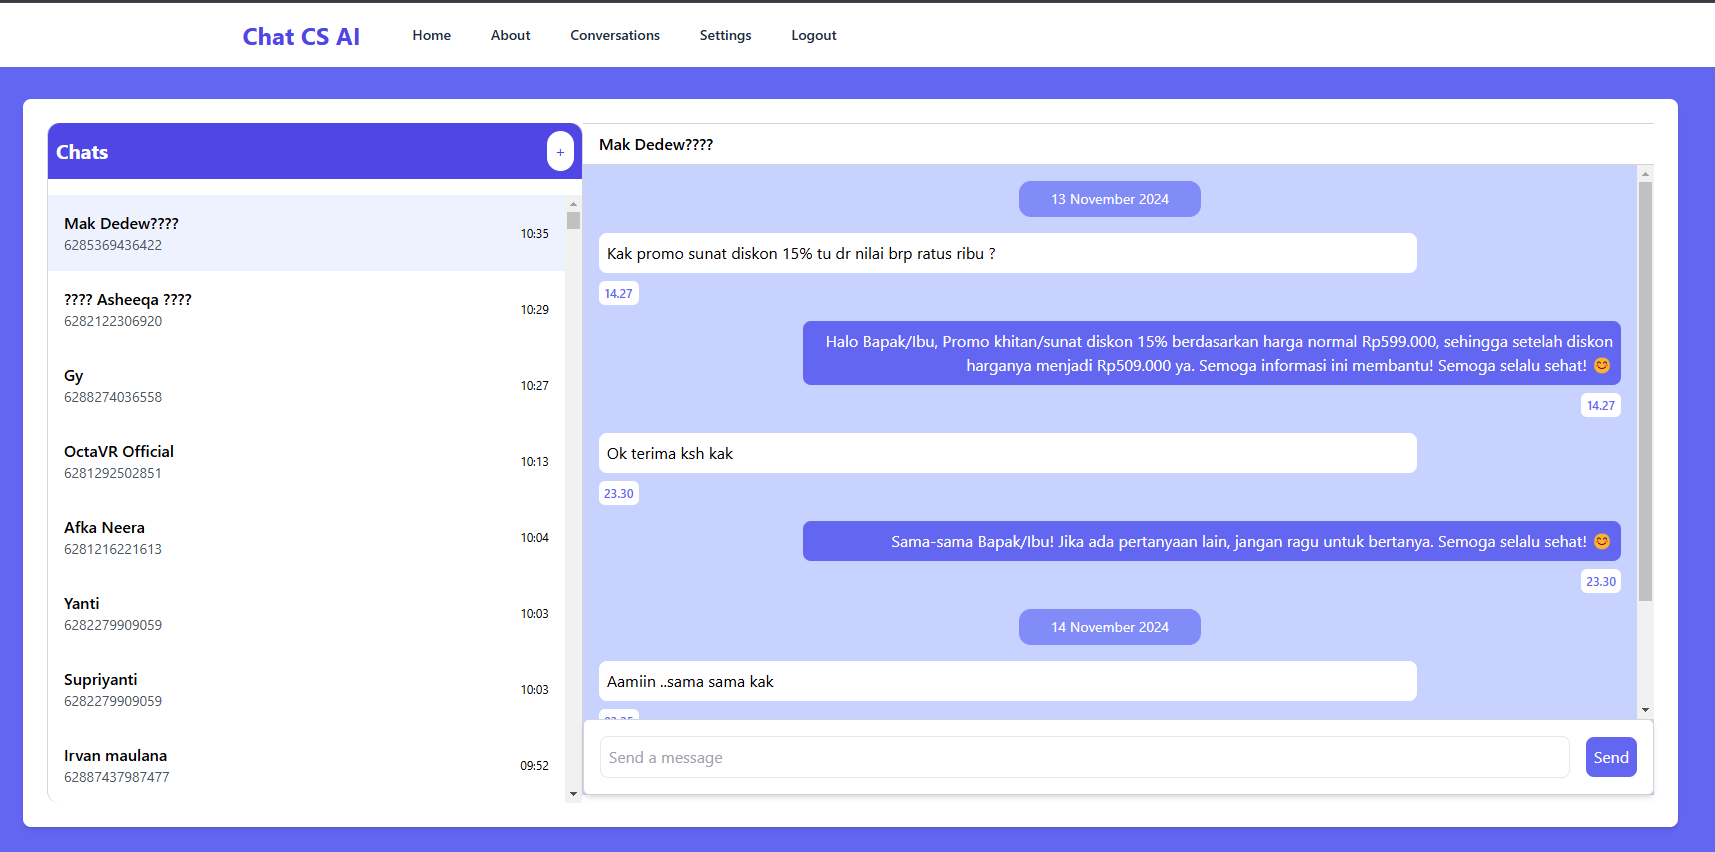 Chat CS AI
Home
About
Conversations
Settings
Logout
Chats
+
Mak Dedew????
6285369436422
10:35
???? Asheeqa ????
6282122306920
10:29
Gy
6288274036558
10:27
OctaVR Official
6281292502851
10:13
Afka Neera
6281216221613
10:04
Yanti
6282279909059
10:03
Supriyanti
6282279909059
10:03
Irvan maulana
62887437987477
09:52
Mak Dedew????
13 November 2024
Kak promo sunat diskon 15% tu dr nilai brp ratus ribu ?
14.27
Halo Bapak/Ibu, Promo khitan/sunat diskon 15% berdasarkan harga normal Rp599.000, sehingga setelah diskon
harganya menjadi Rp509.000 ya. Semoga informasi ini membantu! Semoga selalu sehat! 😊
14.27
Ok terima ksh kak
23.30
Sama-sama Bapak/Ibu! Jika ada pertanyaan lain, jangan ragu untuk bertanya. Semoga selalu sehat! 😊
23.30
14 November 2024
Aamiin ..sama sama kak
Send a message
Send